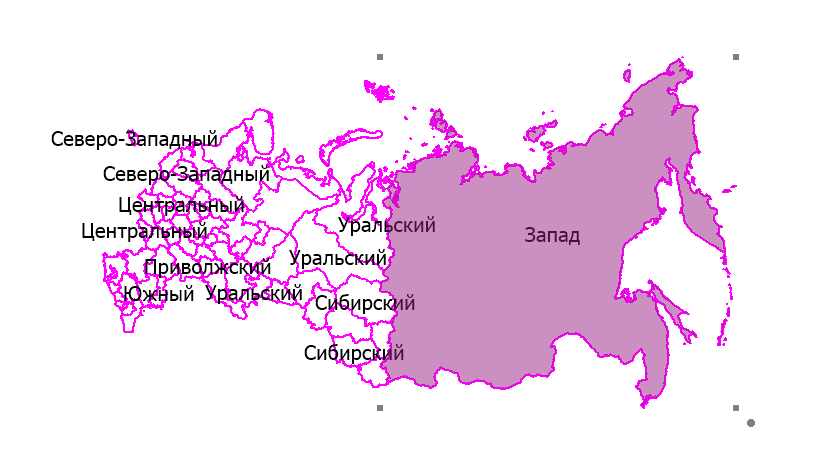 Северо-Западный
Северо-Западный
Центральный
Уральский
Центральный
Запад
Уральский
Приволжский
Южный
Уральский
Сибирский
Сибирский